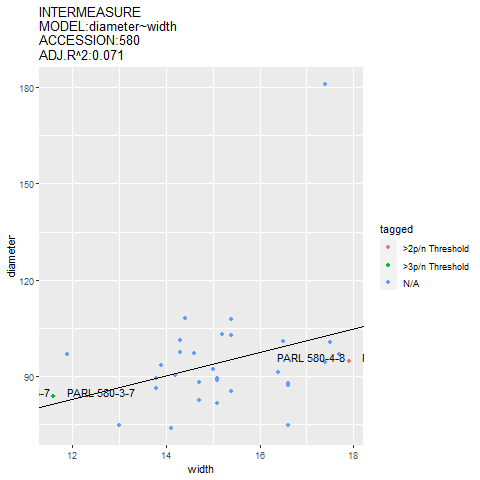 INTERMEASURE
MODEL:diameter~width
ACCESSION:580
ADJ.R^2:0.071
180
150
diameter
120
90
PARL 580-4-8
-7 PARL 580-3-7
12 14 16 18
width
tagged
>2p/n Threshold
>3p/n Threshold
N/A